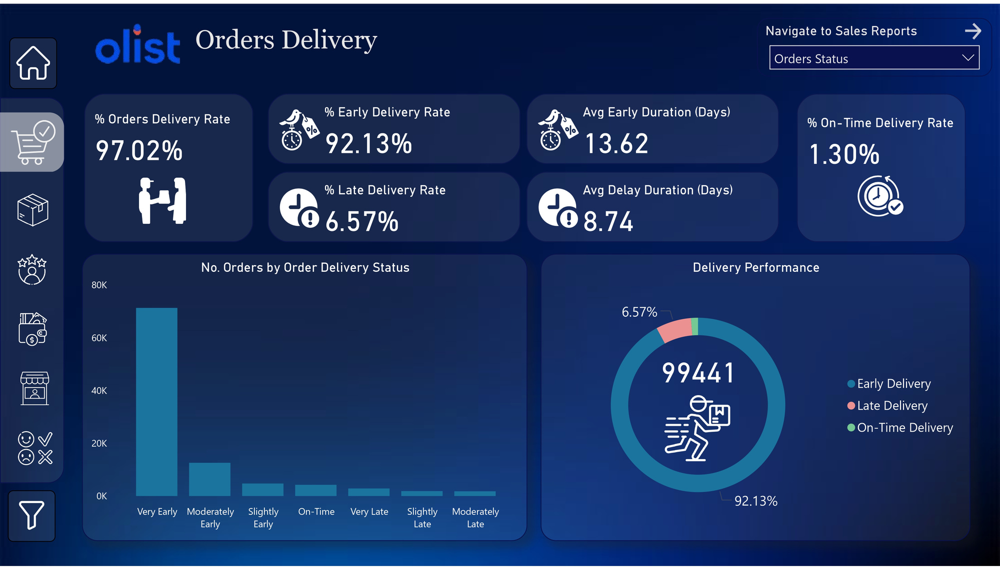 olist
Orders Delivery
Navigate to Sales Reports
Orders Status
% Orders Delivery Rate
97.02%
% Early Delivery Rate
92.13%
Avg Early Duration (Days)
13.62
% On-Time Delivery Rate
1.30%
% Late Delivery Rate
6.57%
Avg Delay Duration (Days)
8.74
No. Orders by Order Delivery Status
80K
60K
40K
20K
0K
Very Early
Moderately
Early
Slightly
Early
On-Time
Very Late
Slightly
Late
Moderately
Late
Delivery Performance
6.57%
99441
92.13%
Early Delivery
Late Delivery
On-Time Delivery